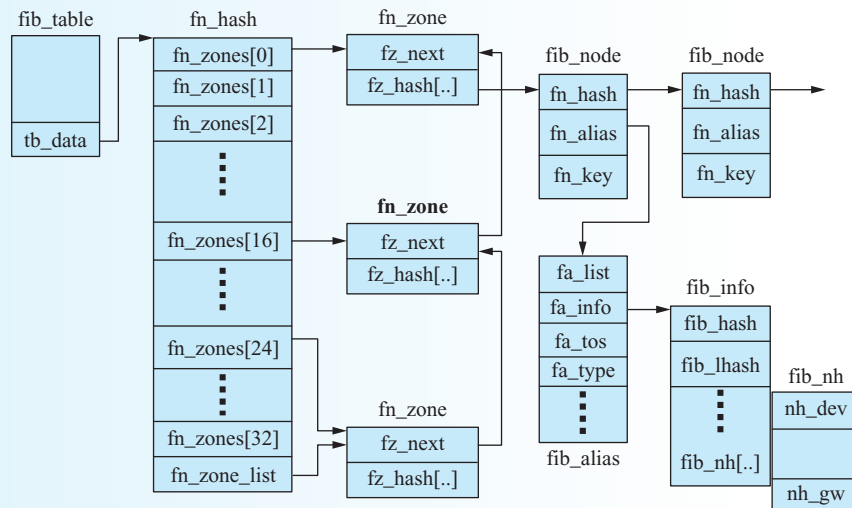 fib_table
tb_data
fn_hash
fn_zones[0]
fn_zones[1]
fn_zones[2]
fn_zones[16]
fn_zones[24]
fn_zones[32]
fn_zone_list
fn_zone
fz_next
fz_hash[..]
fn_zone
fz_next
fz_hash[..]
fn_zone
fz_next
fz_hash[..]
fib_node
fn_hash
fn_alias
fn_key
fib_node
fn_hash
fn_alias
fn_key
fa_list
fa_info
fa_tos
fa_type
fib_alias
fib_info
fib_hash
fib_lhash
fib_nh[..]
fib_nh
nh_dev
nh_gw